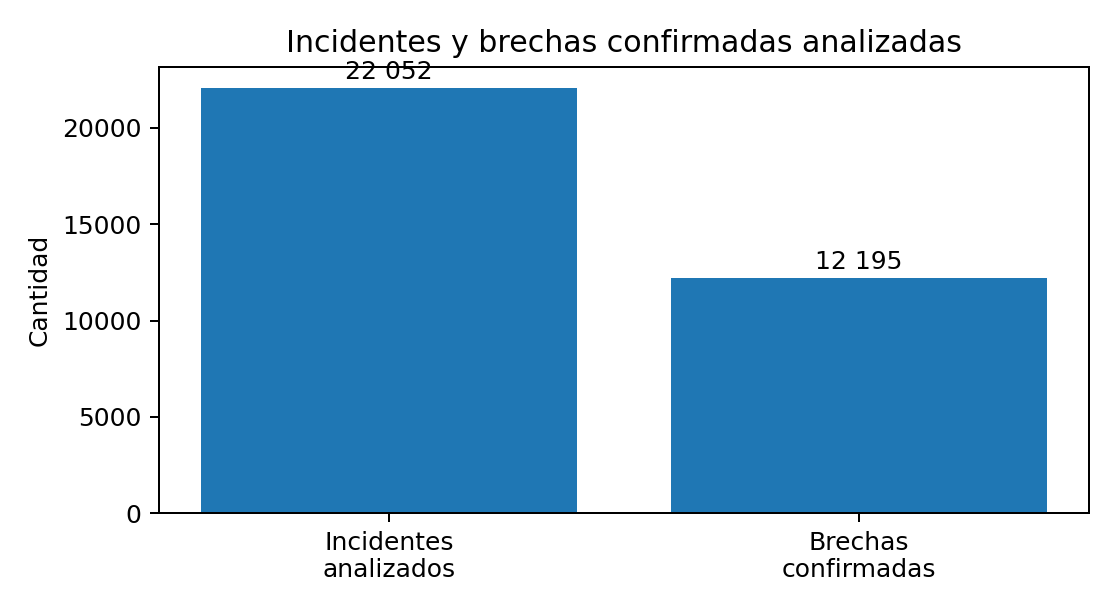 Incidentes y brechas confirmadas analizadas
22 052
20000
12 195
15000
10000
5000
0
Cantidad
Incidentes
analizados
Brechas
confirmadas